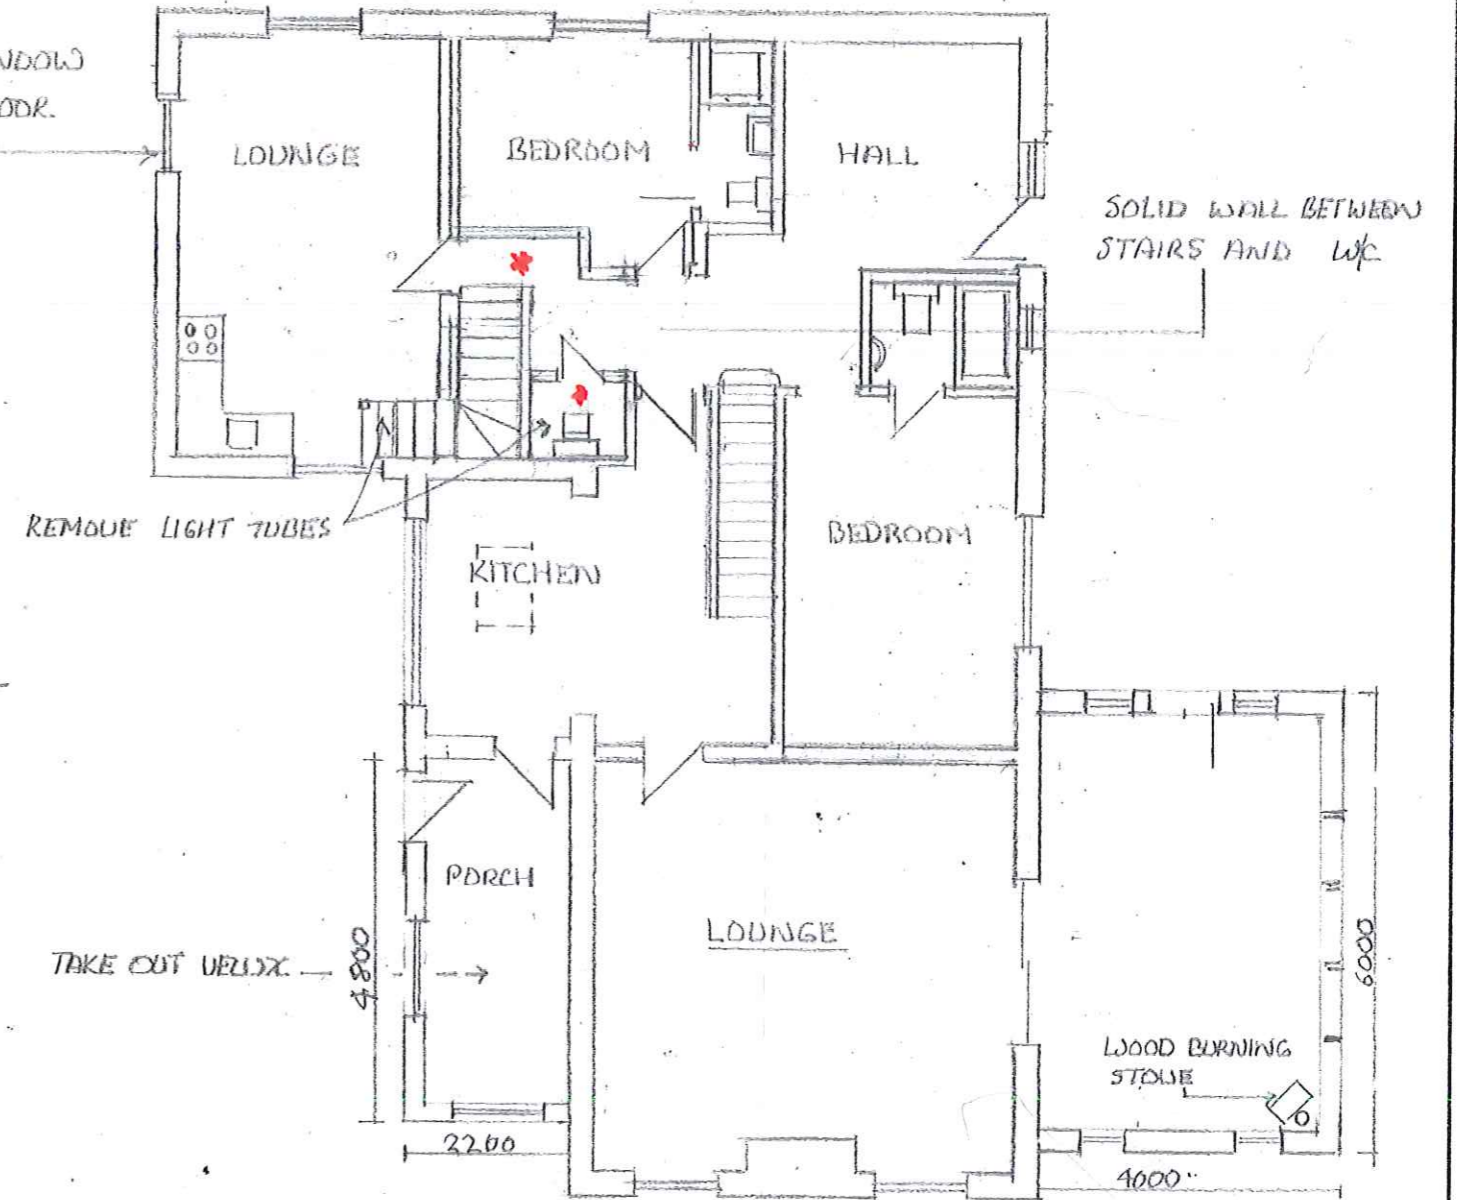 NDOW
OOR.
LOUNGE
BEDROOM
HALL
SOLID WALL BETWEEN
STAIRS AND W/C
REMOVE LIGHT TUBES
KITCHEN
BEDROOM
PORCH
LOUNGE
TAKE OUT VELUX
4800
6000
WOOD BURNING
STOVE
2200
4000